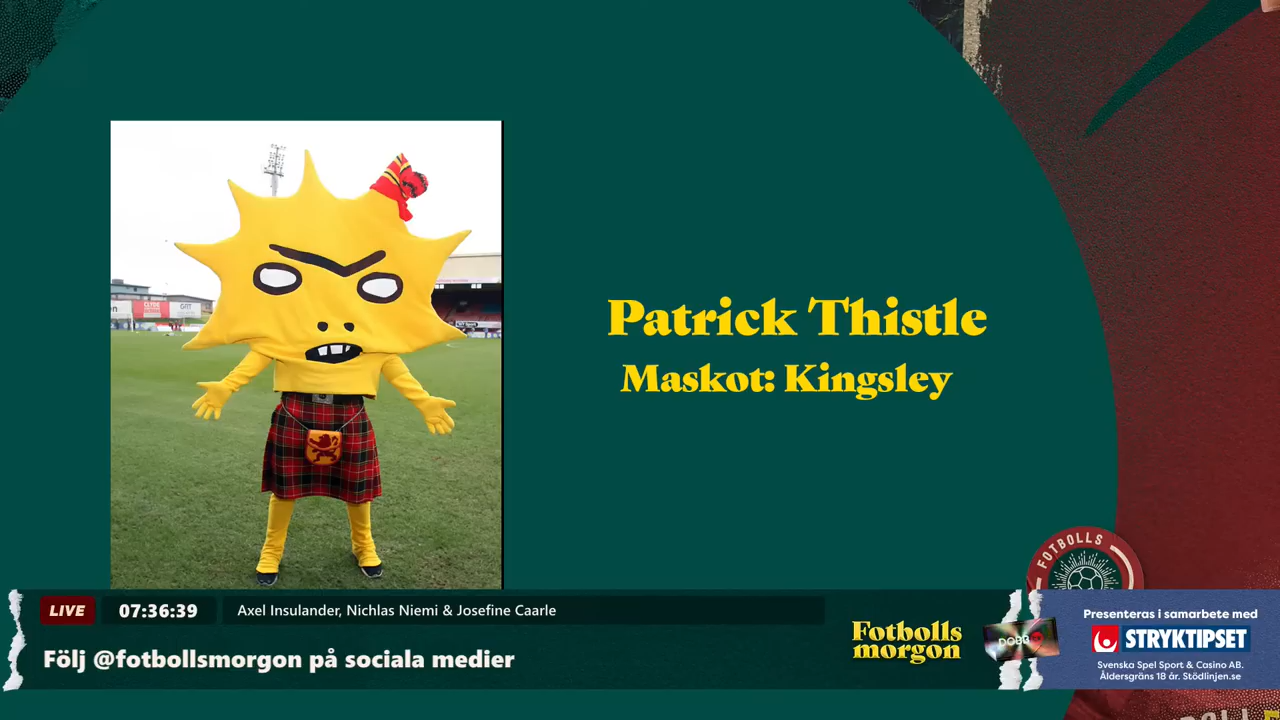 Patrick Thistle
Maskot: Kingsley
CLYDE
FOTBOLLS
LIVE
07:36:39
Axel Insulander, Nichlas Niemi & Josefine Caarle
Följ @fotbollsmorgon på sociala medier
Fotbolls
morgon
Presenteras i samarbete med
STRYKTIPSET
Svenska Spel Sport & Casino AB.
Åldersgräns 18 år. Stödlinjen.se